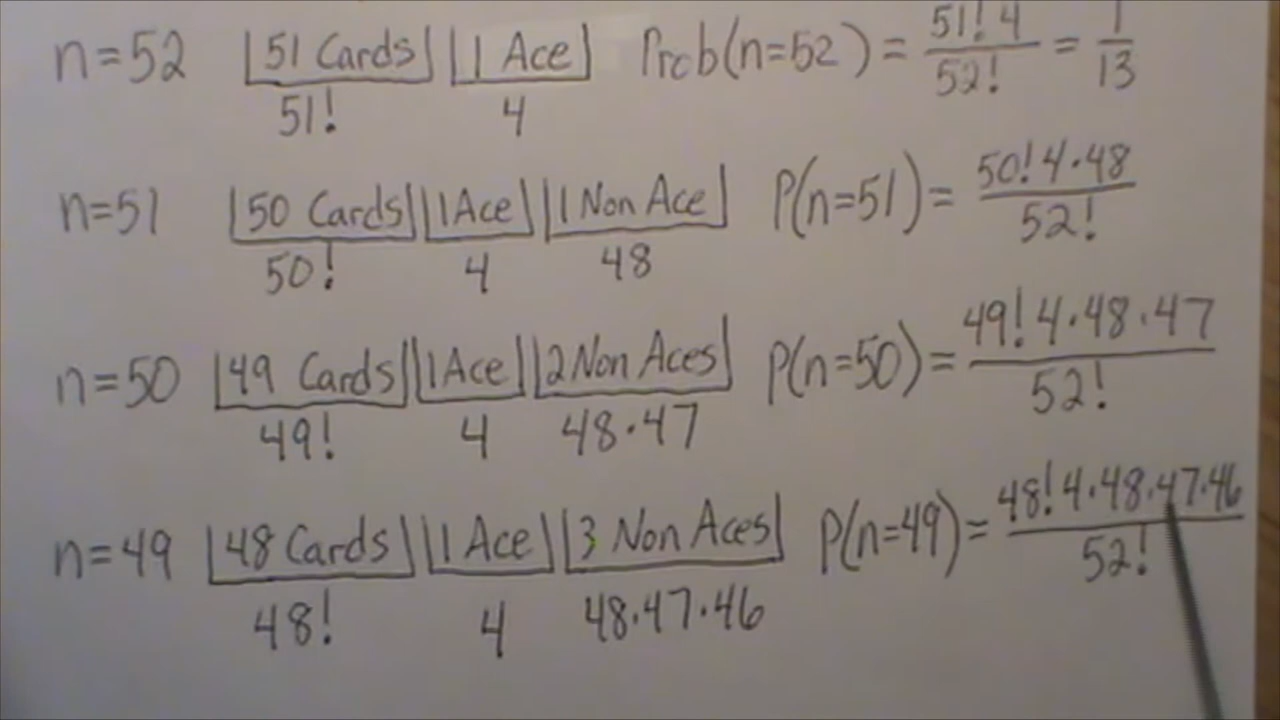 n=52 51 Cards 1 Ace Prob(n=52) = 51! 4 / 52! = 1/13
51! 4
n=51 50 Cards 1 Ace 1 Non Ace P(n=51) = 50! 4·48 / 52!
50! 4 48
n=50 49 Cards 1 Ace 2 Non Aces P(n=50) = 49! 4·48·47 / 52!
49! 4 48·47
n=49 48 Cards 1 Ace 3 Non Aces P(n=49) = 48! 4·48·47·46 / 52!
48! 4 48·47·46